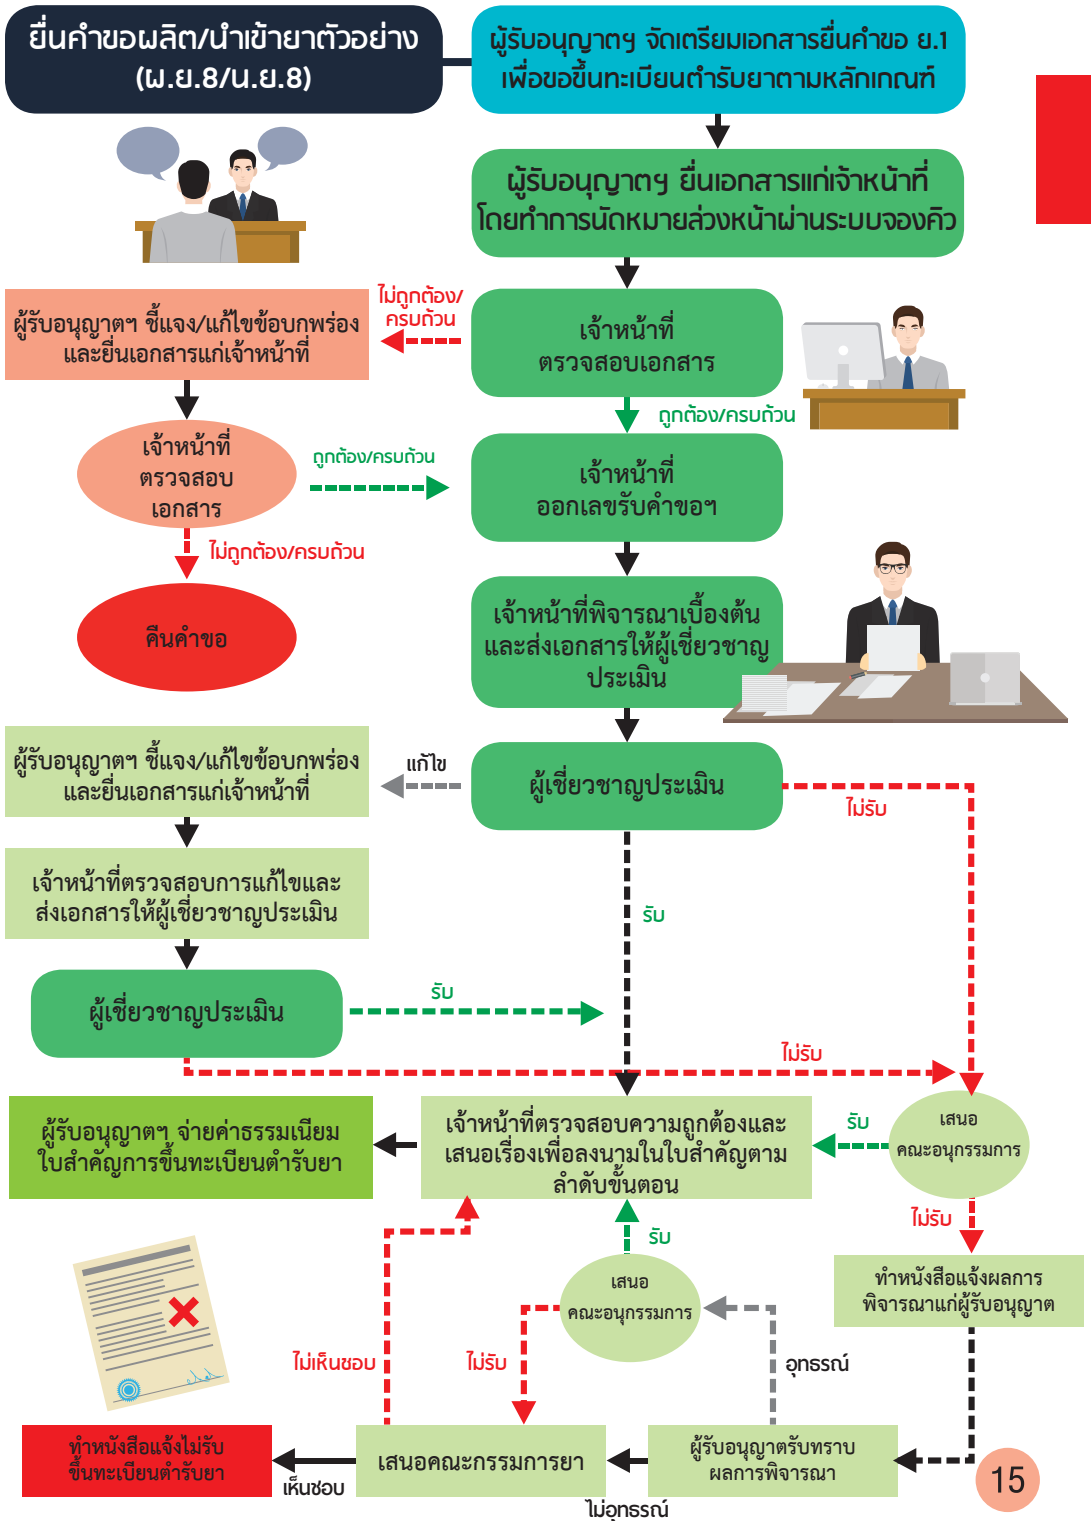 ยื่นคำขอผลิต/นำเข้ายาตัวอย่าง
(ผ.ย.8/น.ย.8)
ผู้รับอนุญาตฯ จัดเตรียมเอกสารยื่นคำขอ ย.1
เพื่อขอขึ้นทะเบียนตำรับยาตามหลักเกณฑ์
ผู้รับอนุญาตฯ ยื่นเอกสารแก่เจ้าหน้าที่
โดยทำการนัดหมายล่วงหน้าผ่านระบบจองคิว
ไม่ถูกต้อง/
ครบถ้วน
ผู้รับอนุญาตฯ ชี้แจง/แก้ไขข้อบกพร่อง
และยื่นเอกสารแก่เจ้าหน้าที่
เจ้าหน้าที่
ตรวจสอบเอกสาร
ถูกต้อง/ครบถ้วน
เจ้าหน้าที่
ตรวจสอบ
เอกสาร
ถูกต้อง/ครบถ้วน
เจ้าหน้าที่
ออกเลขรับคำขอฯ
ไม่ถูกต้อง/ครบถ้วน
คืนคำขอ
เจ้าหน้าที่พิจารณาเบื้องต้น
และส่งเอกสารให้ผู้เชี่ยวชาญ
ประเมิน
ผู้รับอนุญาตฯ ชี้แจง/แก้ไขข้อบกพร่อง
และยื่นเอกสารแก่เจ้าหน้าที่
แก้ไข
ผู้เชี่ยวชาญประเมิน
ไม่รับ
เจ้าหน้าที่ตรวจสอบการแก้ไขและ
ส่งเอกสารให้ผู้เชี่ยวชาญประเมิน
รับ
ผู้เชี่ยวชาญประเมิน
รับ
ไม่รับ
ผู้รับอนุญาตฯ จ่ายค่าธรรมเนียม
ใบสำคัญการขึ้นทะเบียนตำรับยา
เจ้าหน้าที่ตรวจสอบความถูกต้องและ
เสนอเรื่องเพื่อลงนามในใบสำคัญตาม
ลำดับขั้นตอน
รับ
เสนอ
คณะอนุกรรมการ
ไม่รับ
รับ
เสนอ
คณะอนุกรรมการ
ทำหนังสือแจ้งผลการ
พิจารณาแก่ผู้รับอนุญาต
ไม่เห็นชอบ
ไม่รับ
อุทธรณ์
ทำหนังสือแจ้งไม่รับ
ขึ้นทะเบียนตำรับยา
เห็นชอบ
เสนอคณะกรรมการยา
ไม่อุทธรณ์
ผู้รับอนุญาตรับทราบ
ผลการพิจารณา
15